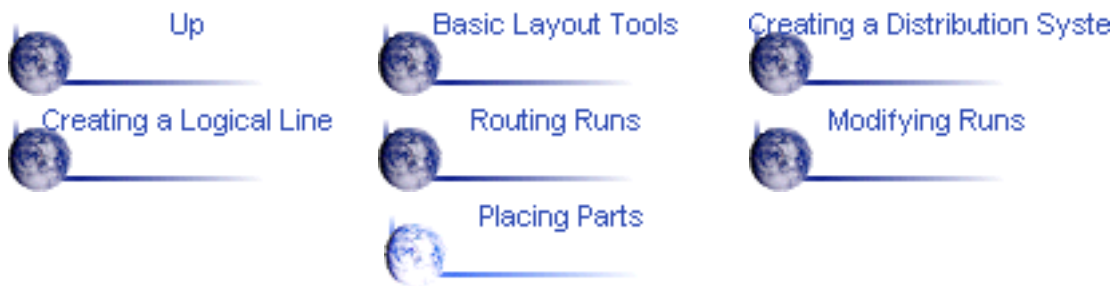 Up
Basic Layout Tools
Creating a Distribution Syste
Creating a Logical Line
Routing Runs
Modifying Runs
Placing Parts